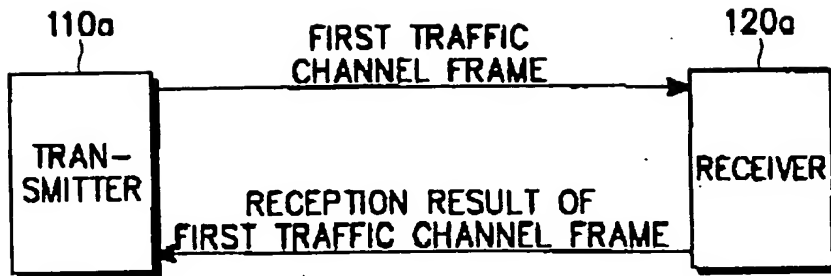 110a
120a
FIRST TRAFFIC
CHANNEL FRAME
TRAN-
SMITTER
RECEIVER
RECEPTION RESULT OF
FIRST TRAFFIC CHANNEL FRAME